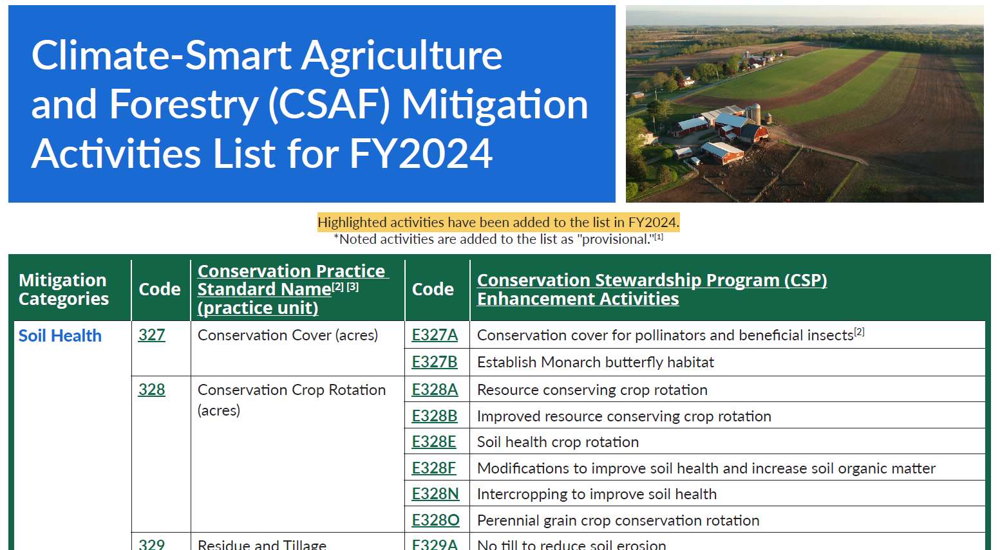 Climate-Smart Agriculture
and Forestry (CSAF) Mitigation
Activities List for FY2024
Highlighted activities have been added to the list in FY2024.
*Noted activities are added to the list as "provisional."[1]
Mitigation
Categories
Code
Conservation Practice
Standard Name[2] [3]
(practice unit)
Code
Conservation Stewardship Program (CSP)
Enhancement Activities
Soil Health
327
Conservation Cover (acres)
E327A
Conservation cover for pollinators and beneficial insects[2]
E327B
Establish Monarch butterfly habitat
328
Conservation Crop Rotation
(acres)
E328A
Resource conserving crop rotation
E328B
Improved resource conserving crop rotation
E328E
Soil health crop rotation
E328F
Modifications to improve soil health and increase soil organic matter
E328N
Intercropping to improve soil health
E328O
Perennial grain crop conservation rotation
329
Residue and Tillage
E329A
No till to reduce soil erosion